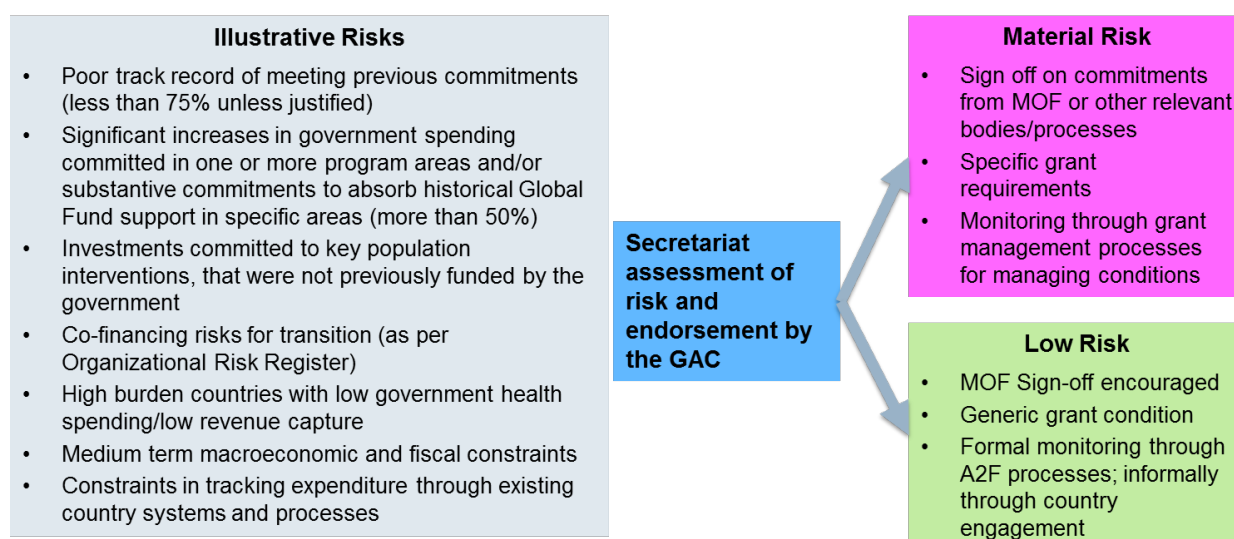 Illustrative Risks
• Poor track record of meeting previous commitments
(less than 75% unless justified)
• Significant increases in government spending
committed in one or more program areas and/or
substantive commitments to absorb historical Global
Fund support in specific areas (more than 50%)
• Investments committed to key population
interventions, that were not previously funded by the
government
• Co-financing risks for transition (as per
Organizational Risk Register)
• High burden countries with low government health
spending/low revenue capture
• Medium term macroeconomic and fiscal constraints
• Constraints in tracking expenditure through existing
country systems and processes
Secretariat
assessment of
risk and
endorsement by
the GAC
Material Risk
• Sign off on commitments
from MOF or other relevant
bodies/processes
• Specific grant
requirements
• Monitoring through grant
management processes
for managing conditions
Low Risk
• MOF Sign-off encouraged
• Generic grant condition
• Formal monitoring through
A2F processes; informally
through country
engagement